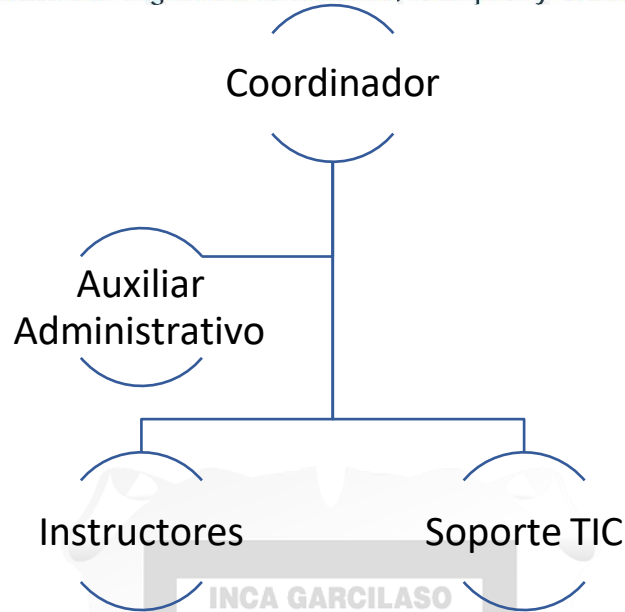 Coordinador
Auxiliar
Administrativo
Instructores
Soporte TIC
INCA GARCILASO